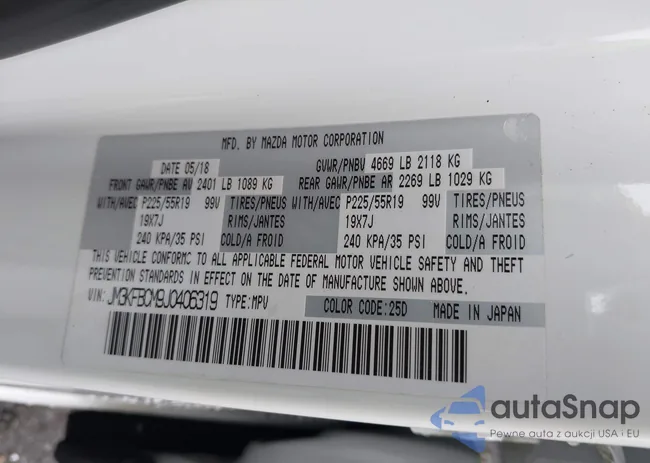 MFD. BY MAZDA MOTOR CORPORATION
DATE 05/18 GVWR/PNBV 4669 LB 2118 KG
FRONT GAWR/PNBE AV 2401 LB 1089 KG REAR GAWR/PNBE AR 2269 LB 1029 KG
WITH/AVEC P225/55R19 99V TIRES/PNEUS WITH/AVEC P225/55R19 99V TIRES/PNEUS
19X7J RIMS/JANTES 19X7J RIMS/JANTES
240 KPA/35 PSI COLD/A FROID 240 KPA/35 PSI COLD/A FROID
THIS VEHICLE CONFORMC TO ALL APPLICABLE FEDERAL MOTOR VEHICLE SAFETY AND THEFT
PREVENTION STANDARDS IN EFFECT ON THE DATE OF MANUFACTURE SHOWN ABOVE.
VIN: JM3KFBCM9J0406319 TYPE:MPV COLOR CODE:25D MADE IN JAPAN
autaSnap
Pewne auta z aukcji USA i EU